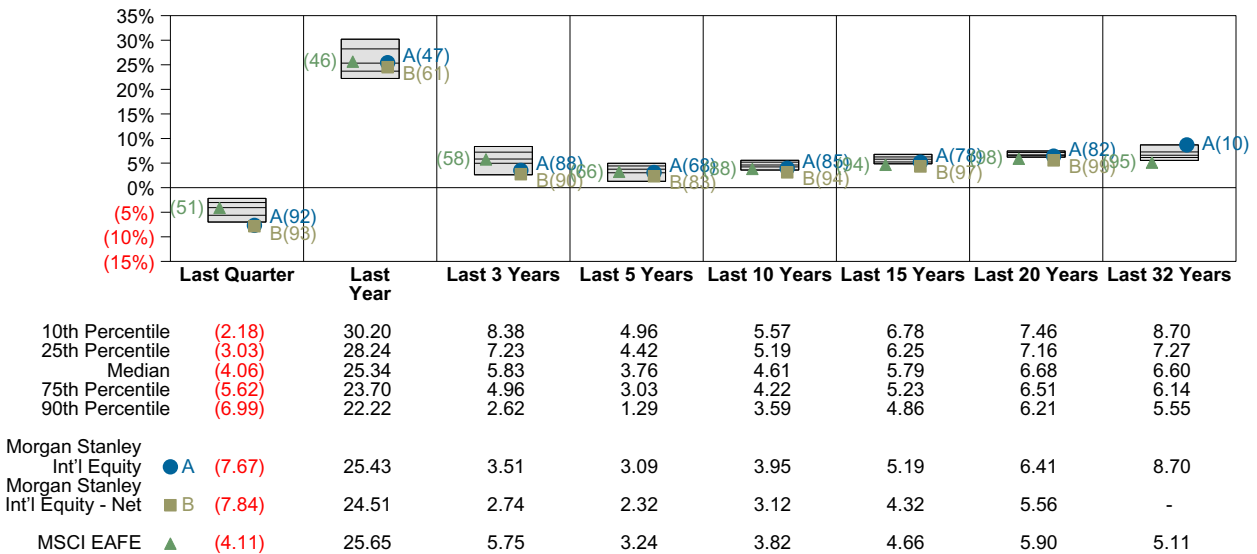 35%
30%
25%
20%
15%
10%
5%
0%
(5%)
(10%)
(15%)
(51) A(92)
B(93)
(46) A(47)
B(61)
(58) A(88)
B(90)
(66) A(68)
B(83)
(88) A(85)
B(94)
(94) A(78)
B(97)
(98) A(82)
B(99)
(95) A(10)
Last Quarter Last Year Last 3 Years Last 5 Years Last 10 Years Last 15 Years Last 20 Years Last 32 Years
10th Percentile (2.18) 30.20 8.38 4.96 5.57 6.78 7.46 8.70
25th Percentile (3.03) 28.24 7.23 4.42 5.19 6.25 7.16 7.27
Median (4.06) 25.34 5.83 3.76 4.61 5.79 6.68 6.60
75th Percentile (5.62) 23.70 4.96 3.03 4.22 5.23 6.51 6.14
90th Percentile (6.99) 22.22 2.62 1.29 3.59 4.86 6.21 5.55
Morgan Stanley
Int'l Equity A (7.67) 25.43 3.51 3.09 3.95 5.19 6.41 8.70
Morgan Stanley
Int'l Equity - Net B (7.84) 24.51 2.74 2.32 3.12 4.32 5.56 -
MSCI EAFE (4.11) 25.65 5.75 3.24 3.82 4.66 5.90 5.11